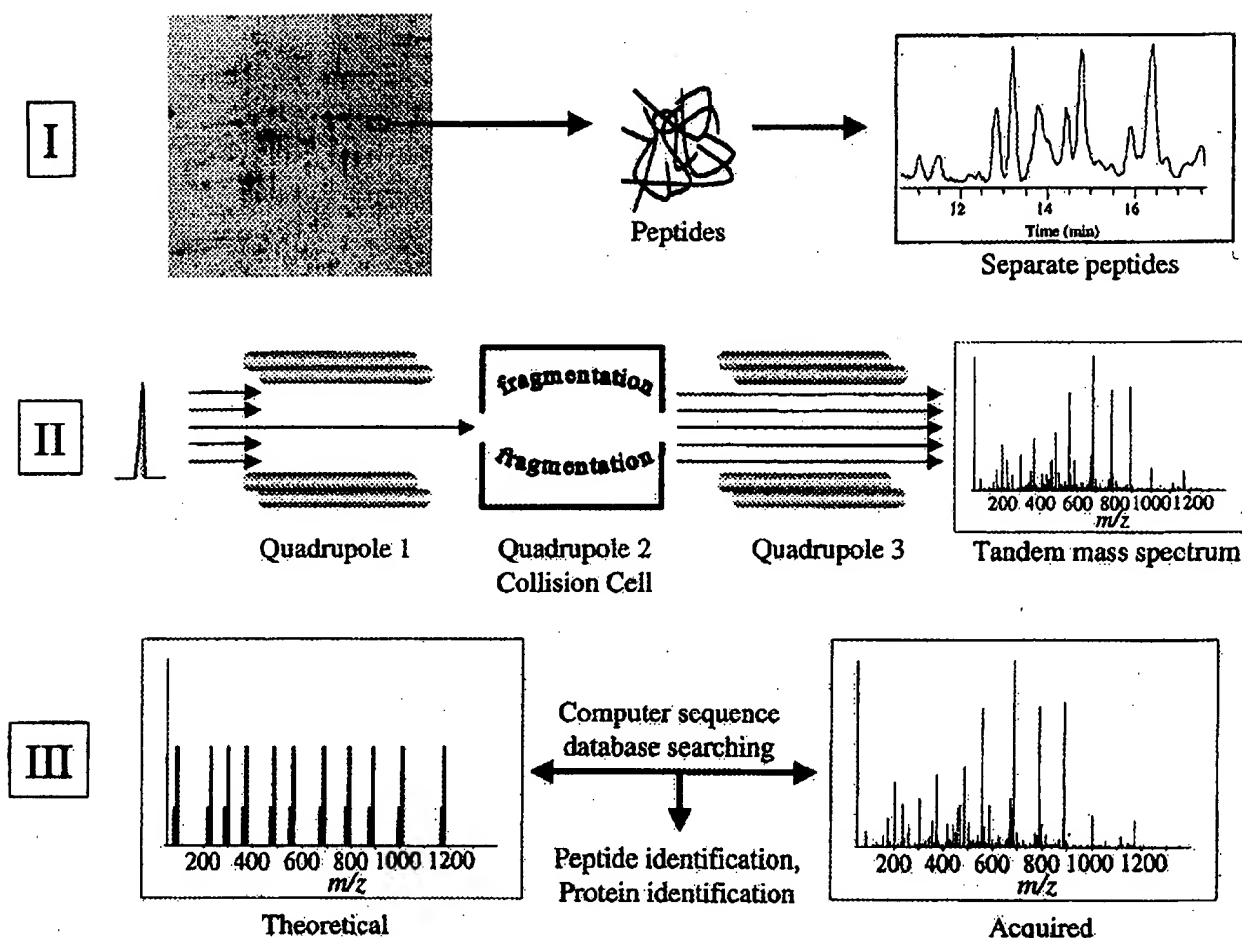 I
Peptides
12 14 16
Time (min)
Separate peptides
II
fragmentation
fragmentation
200 400 600 800 1000 1200
m/z
Quadrupole 1
Quadrupole 2
Collision Cell
Quadrupole 3
Tandem mass spectrum
III
Computer sequence
database searching
Peptide identification,
Protein identification
200 400 600 800 1000 1200
m/z
Theoretical
200 400 600 800 1000 1200
m/z
Acquired